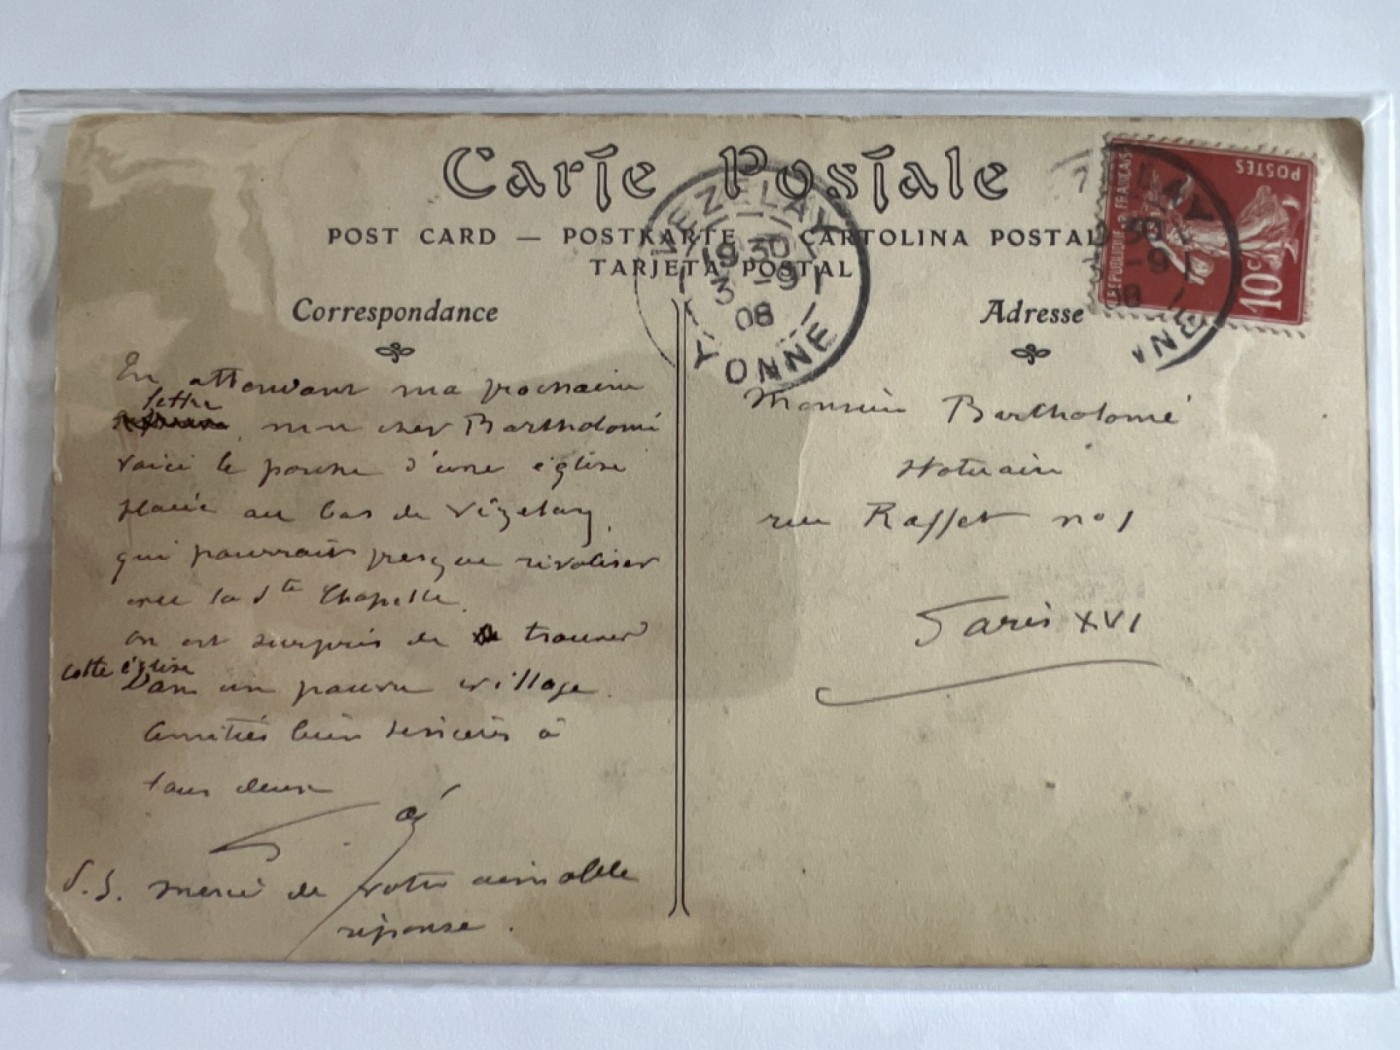 Carte Postale
POST CARD — POSTKARTE — CARTOLINA POSTALE
TARJETA POSTAL
VEZELAY
19 30
3 -9
08
YONNE
REPUBLIQUE FRANCAISE
POSTES
10c
Correspondance
Adresse
En attendant ma prochaine
lettre
mon cher Bartholomé
voici le porche d'une église
placée au bas de Vézelay,
qui pourrait presque rivaliser
avec la Ste Chapelle.
on est surpris de trouver
cette église
Dans un pauvre village.
Amitiés bien sincères à
tous deux
P.S. merci de votre aimable
réponse.
Monsieur Bartholomé
rue Raffet no 1
Paris XVI